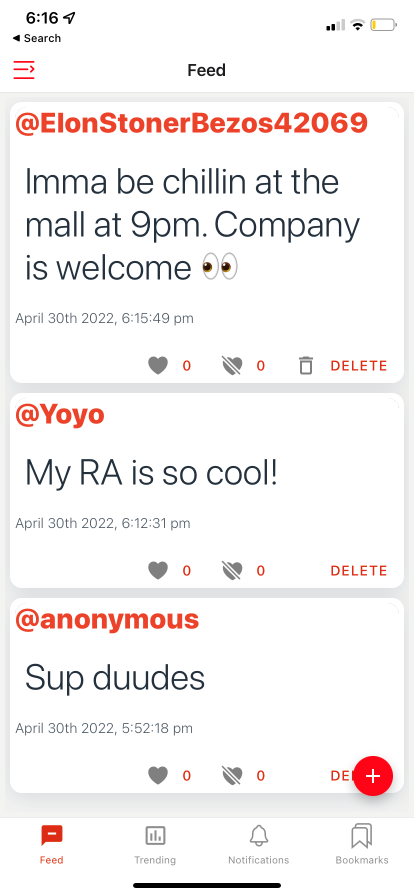 6:16
◀ Search
Feed
@ElonStonerBezos42069
Imma be chillin at the
mall at 9pm. Company
is welcome 👀
April 30th 2022, 6:15:49 pm
0 0 DELETE
@Yoyo
My RA is so cool!
April 30th 2022, 6:12:31 pm
0 0 DELETE
@anonymous
Sup duudes
April 30th 2022, 5:52:18 pm
0 0 DE
Feed Trending Notifications Bookmarks